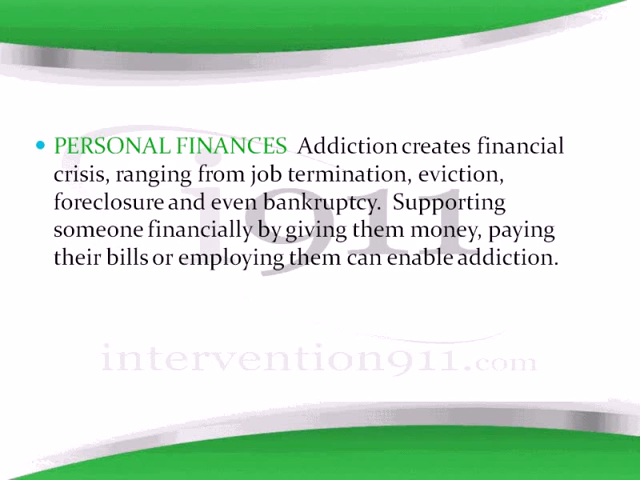 • PERSONAL FINANCES Addiction creates financial
crisis, ranging from job termination, eviction,
foreclosure and even bankruptcy. Supporting
someone financially by giving them money, paying
their bills or employing them can enable addiction.
i911
intervention911.com